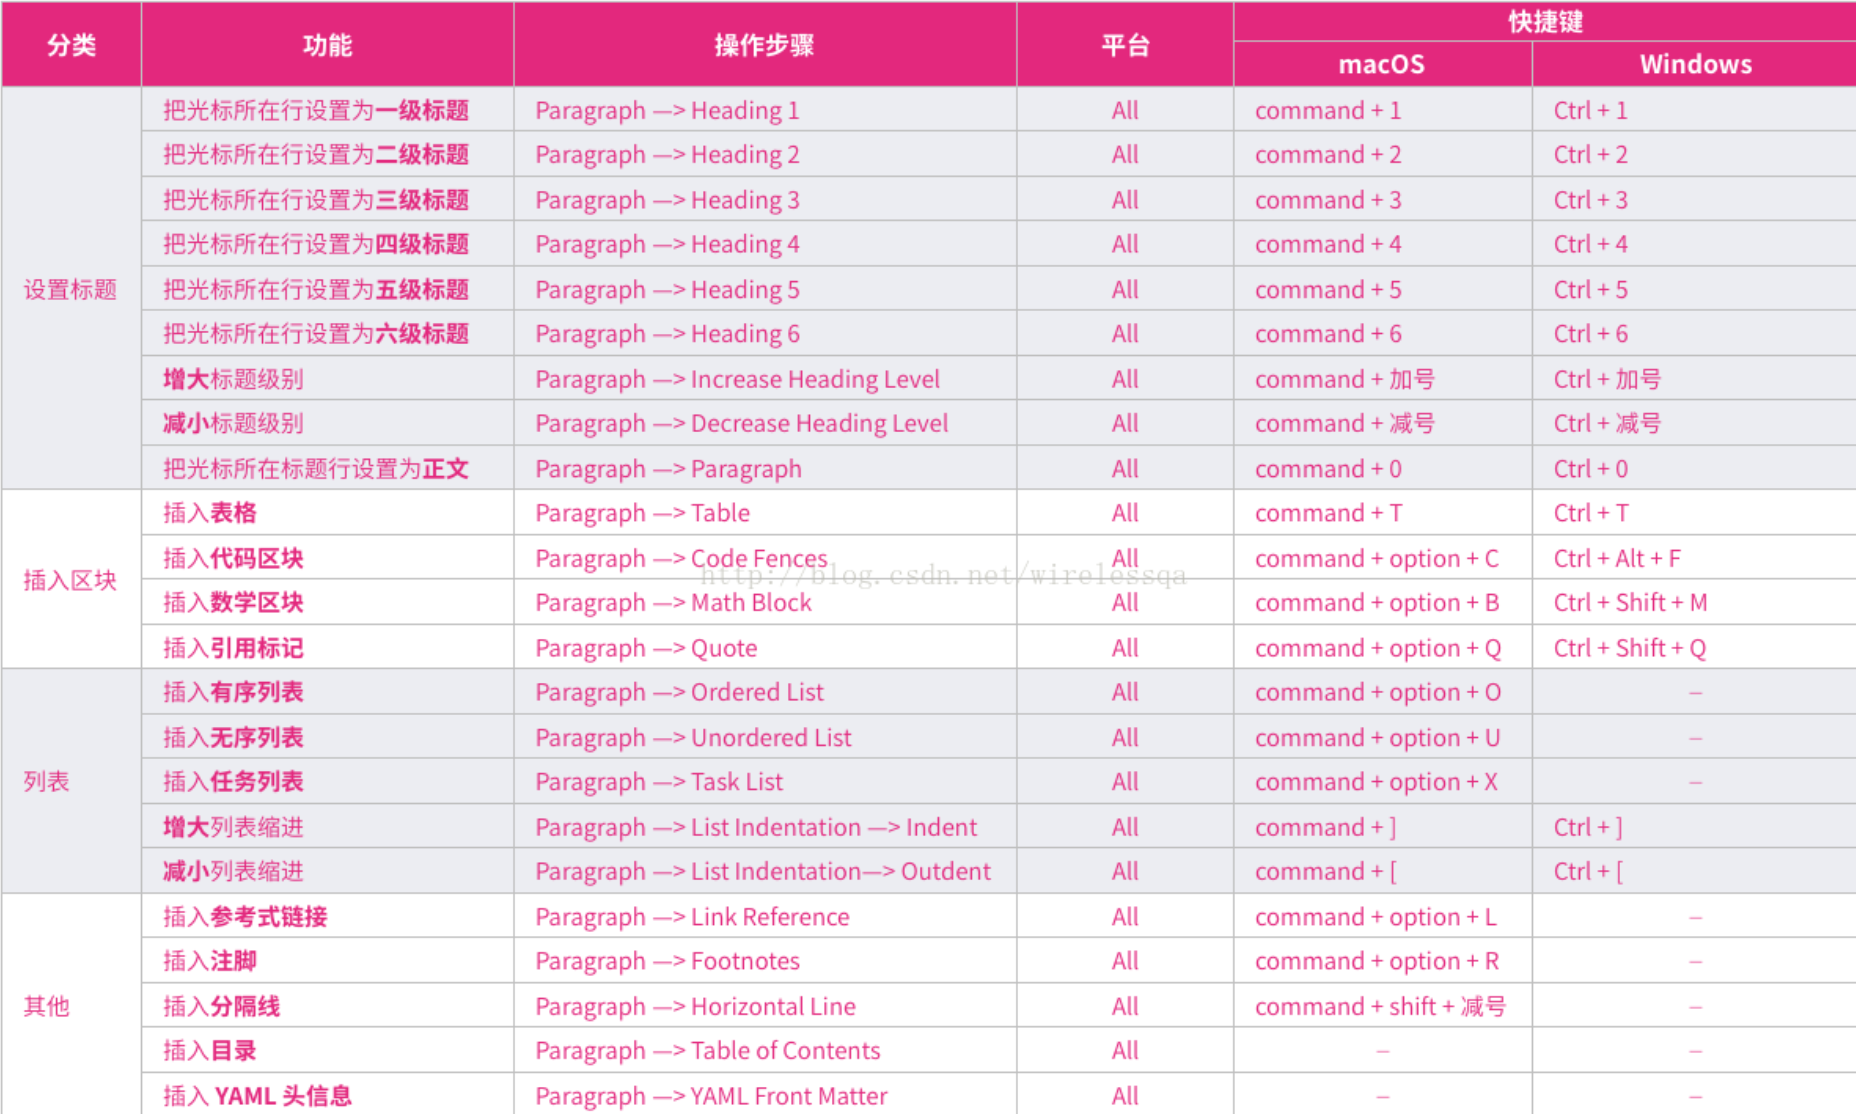 分类 功能 操作步骤 平台 快捷键
macOS Windows
设置标题
把光标所在行设置为一级标题 Paragraph —> Heading 1 All command + 1 Ctrl + 1
把光标所在行设置为二级标题 Paragraph —> Heading 2 All command + 2 Ctrl + 2
把光标所在行设置为三级标题 Paragraph —> Heading 3 All command + 3 Ctrl + 3
把光标所在行设置为四级标题 Paragraph —> Heading 4 All command + 4 Ctrl + 4
把光标所在行设置为五级标题 Paragraph —> Heading 5 All command + 5 Ctrl + 5
把光标所在行设置为六级标题 Paragraph —> Heading 6 All command + 6 Ctrl + 6
增大标题级别 Paragraph —> Increase Heading Level All command + 加号 Ctrl + 加号
减小标题级别 Paragraph —> Decrease Heading Level All command + 减号 Ctrl + 减号
把光标所在标题行设置为正文 Paragraph —> Paragraph All command + 0 Ctrl + 0
插入区块
插入表格 Paragraph —> Table All command + T Ctrl + T
插入代码区块 Paragraph —> Code Fences All command + option + C Ctrl + Alt + F
http://blog.csdn.net/wirelessqa
插入数学区块 Paragraph —> Math Block All command + option + B Ctrl + Shift + M
插入引用标记 Paragraph —> Quote All command + option + Q Ctrl + Shift + Q
列表
插入有序列表 Paragraph —> Ordered List All command + option + O –
插入无序列表 Paragraph —> Unordered List All command + option + U –
插入任务列表 Paragraph —> Task List All command + option + X –
增大列表缩进 Paragraph —> List Indentation —> Indent All command + ] Ctrl + ]
减小列表缩进 Paragraph —> List Indentation—> Outdent All command + [ Ctrl + [
其他
插入参考式链接 Paragraph —> Link Reference All command + option + L –
插入注脚 Paragraph —> Footnotes All command + option + R –
插入分隔线 Paragraph —> Horizontal Line All command + shift + 减号 –
插入目录 Paragraph —> Table of Contents All – –
插入 YAML 头信息 Paragraph —> YAML Front Matter All – –